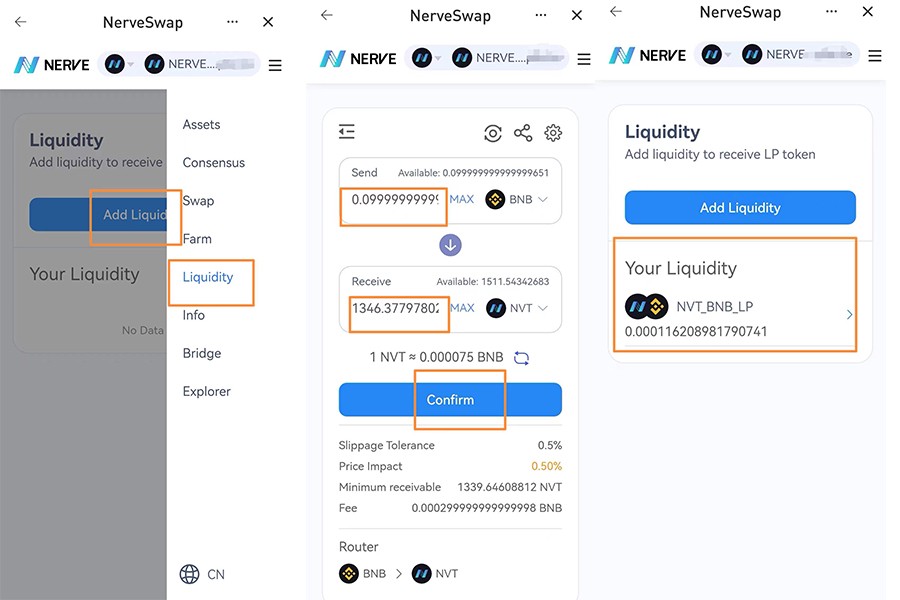 NerveSwap
NERVE
NERVE....
Liquidity
Add liquidity to receive
Add Liquid
Your Liquidity
No Data
Assets
Consensus
Swap
Farm
Liquidity
Info
Bridge
Explorer
CN
NerveSwap
NERVE
NERVE....
Send
Available: 0.099999999999999651
0.09999999999
MAX
BNB
Receive
Available: 1511.54342683
1346.37797802
MAX
NVT
1 NVT ≈ 0.000075 BNB
Confirm
Slippage Tolerance 0.5%
Price Impact 0.50%
Minimum receivable 1339.64608812 NVT
Fee 0.000299999999999998 BNB
Router
BNB > NVT
NerveSwap
NERVE
NERVE
Liquidity
Add liquidity to receive LP token
Add Liquidity
Your Liquidity
NVT_BNB_LP
0.000116208981790741